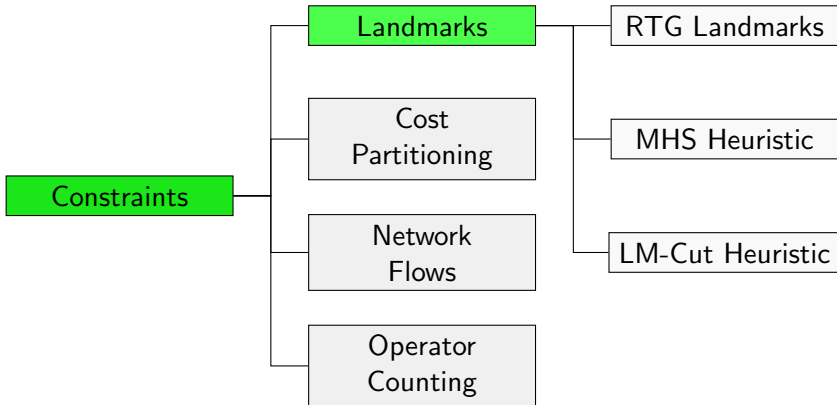 Constraints
Landmarks
Cost
Partitioning
Network
Flows
Operator
Counting
RTG Landmarks
MHS Heuristic
LM-Cut Heuristic